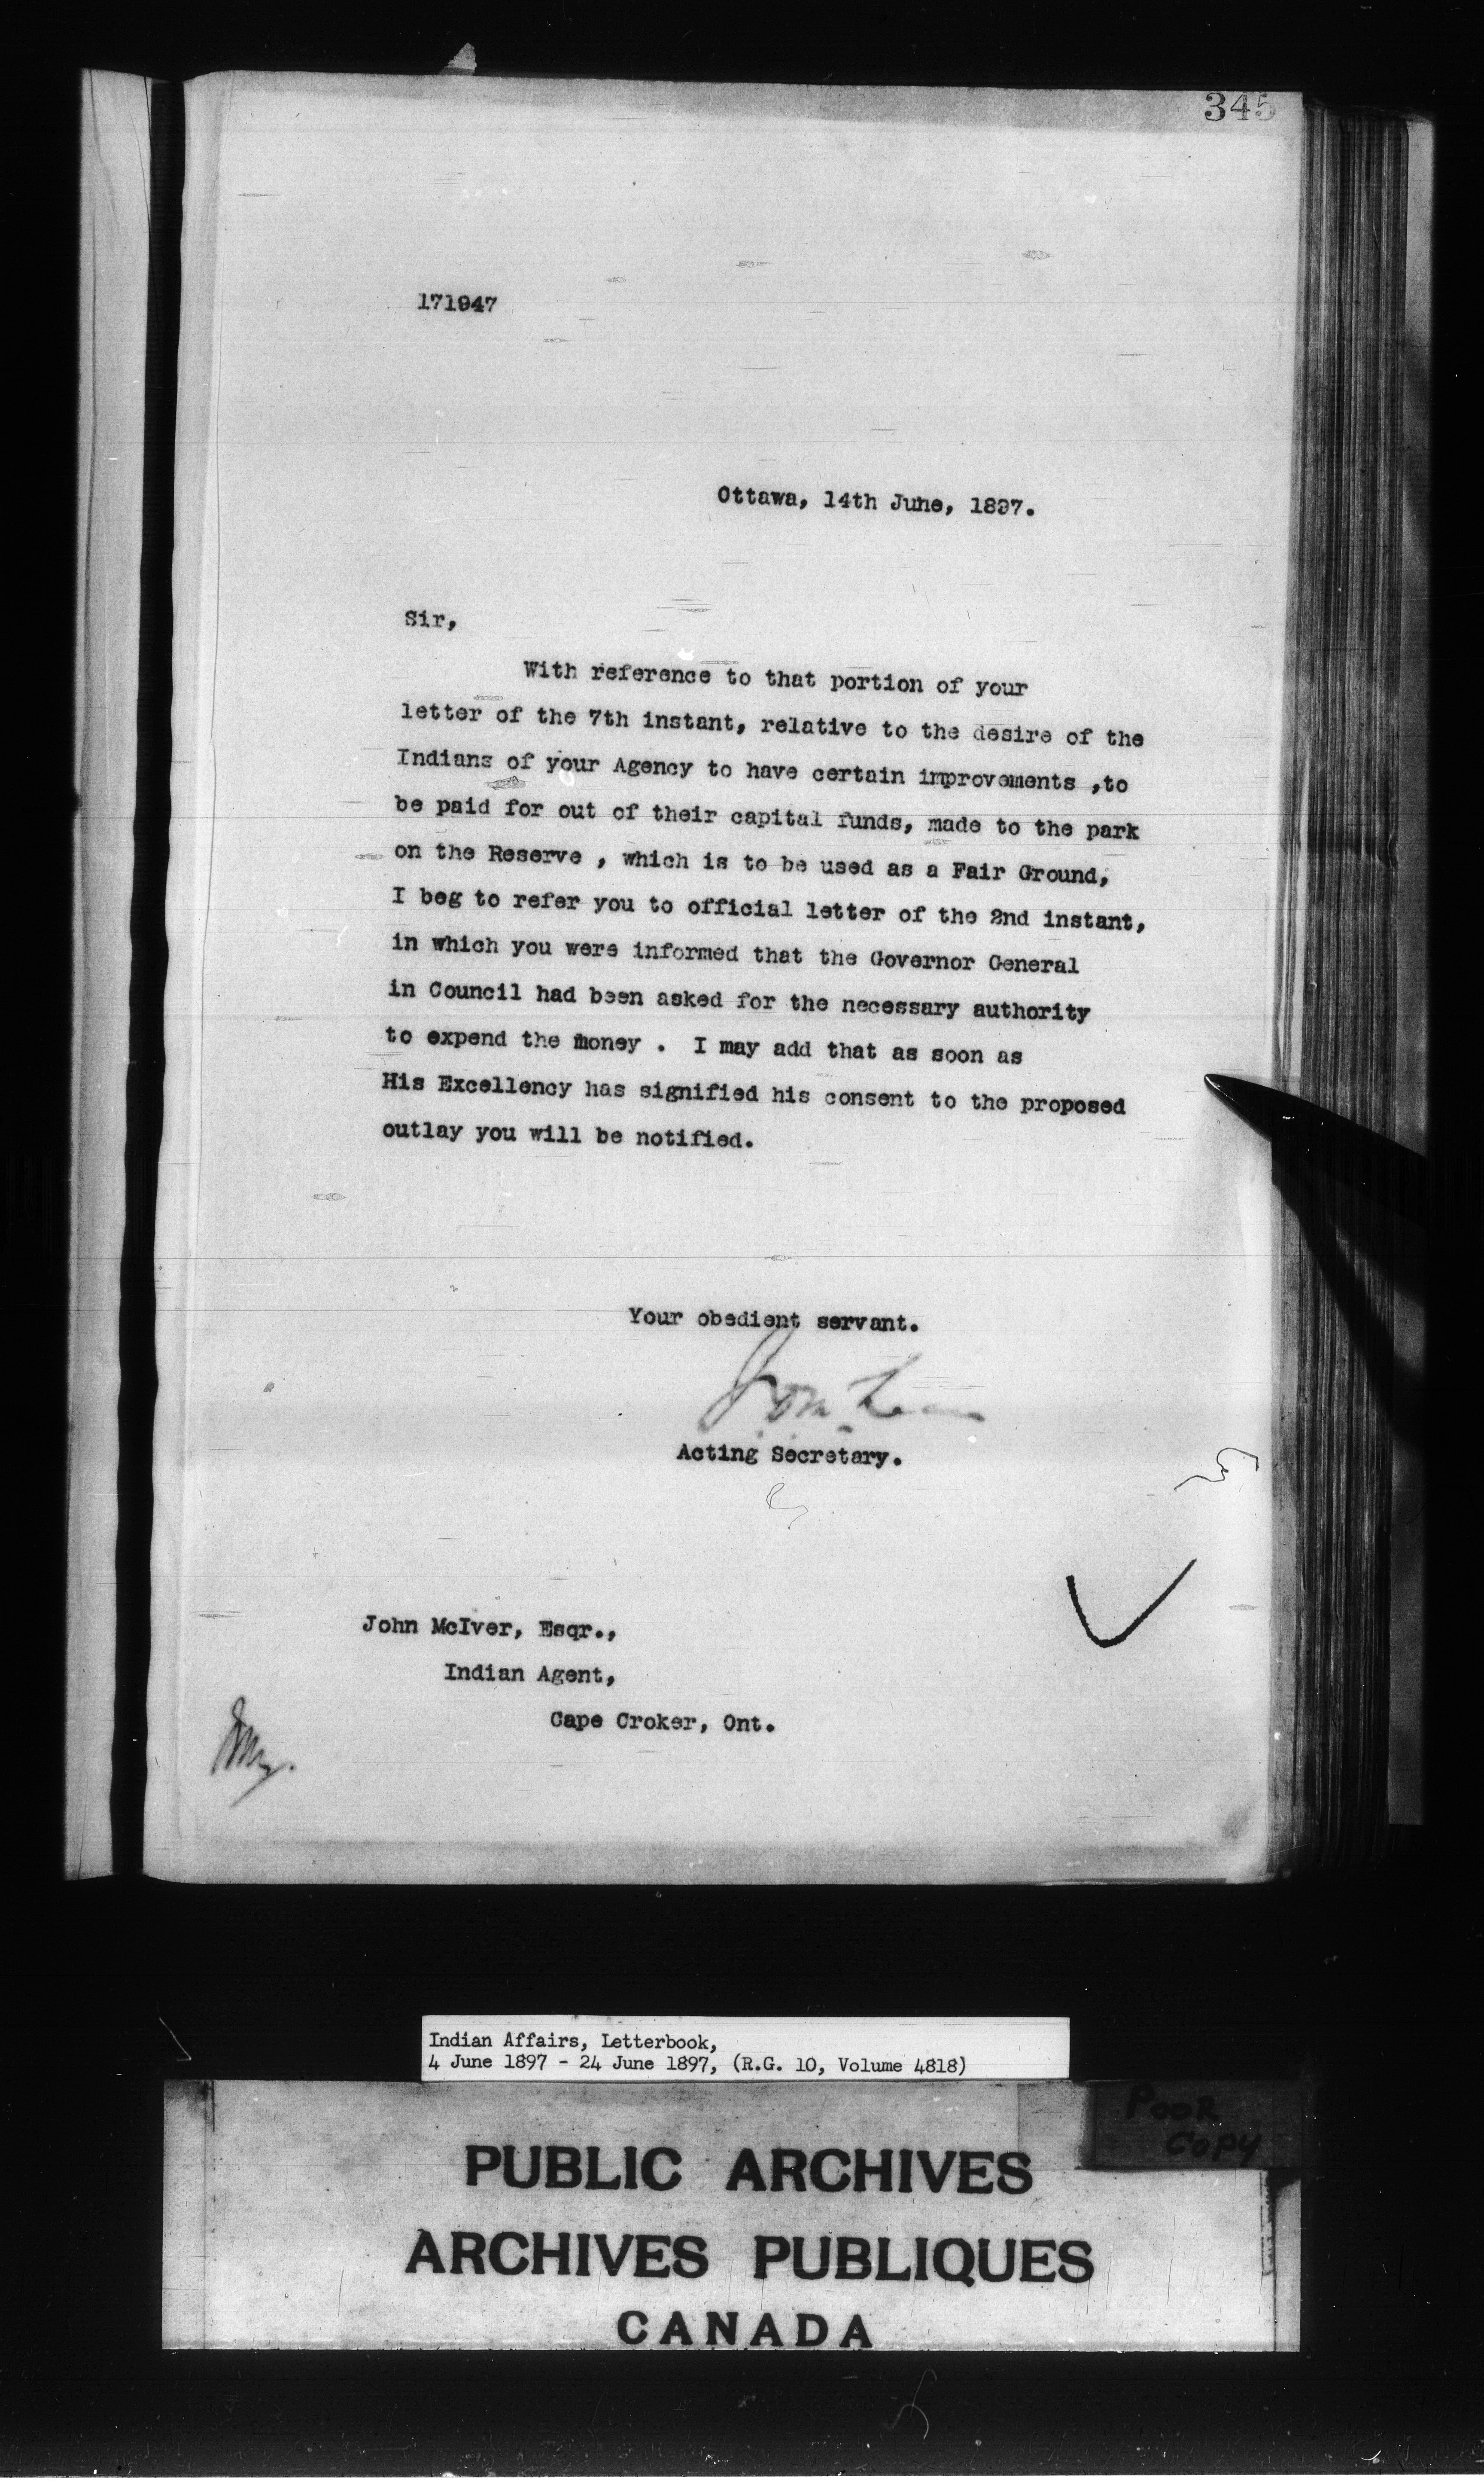 345
171947
Ottawa, 14th June, 1897.
Sir,
With reference to that portion of your
letter of the 7th instant, relative to the desire of the
Indians of your Agency to have certain improvements ,to
be paid for out of their capital funds, made to the park
on the Reserve , which is to be used as a Fair Ground,
I beg to refer you to official letter of the 2nd instant,
in which you were informed that the Governor General
in Council had been asked for the necessary authority
to expend the money . I may add that as soon as
His Excellency has signified his consent to the proposed
outlay you will be notified.
Your obedient servant.
Acting Secretary.
John McIver, Esqr.,
Indian Agent,
Cape Croker, Ont.
Indian Affairs, Letterbook,
4 June 1897 - 24 June 1897, (R.G. 10, Volume 4818)
POOR
COPY
PUBLIC ARCHIVES
ARCHIVES PUBLIQUES
CANADA